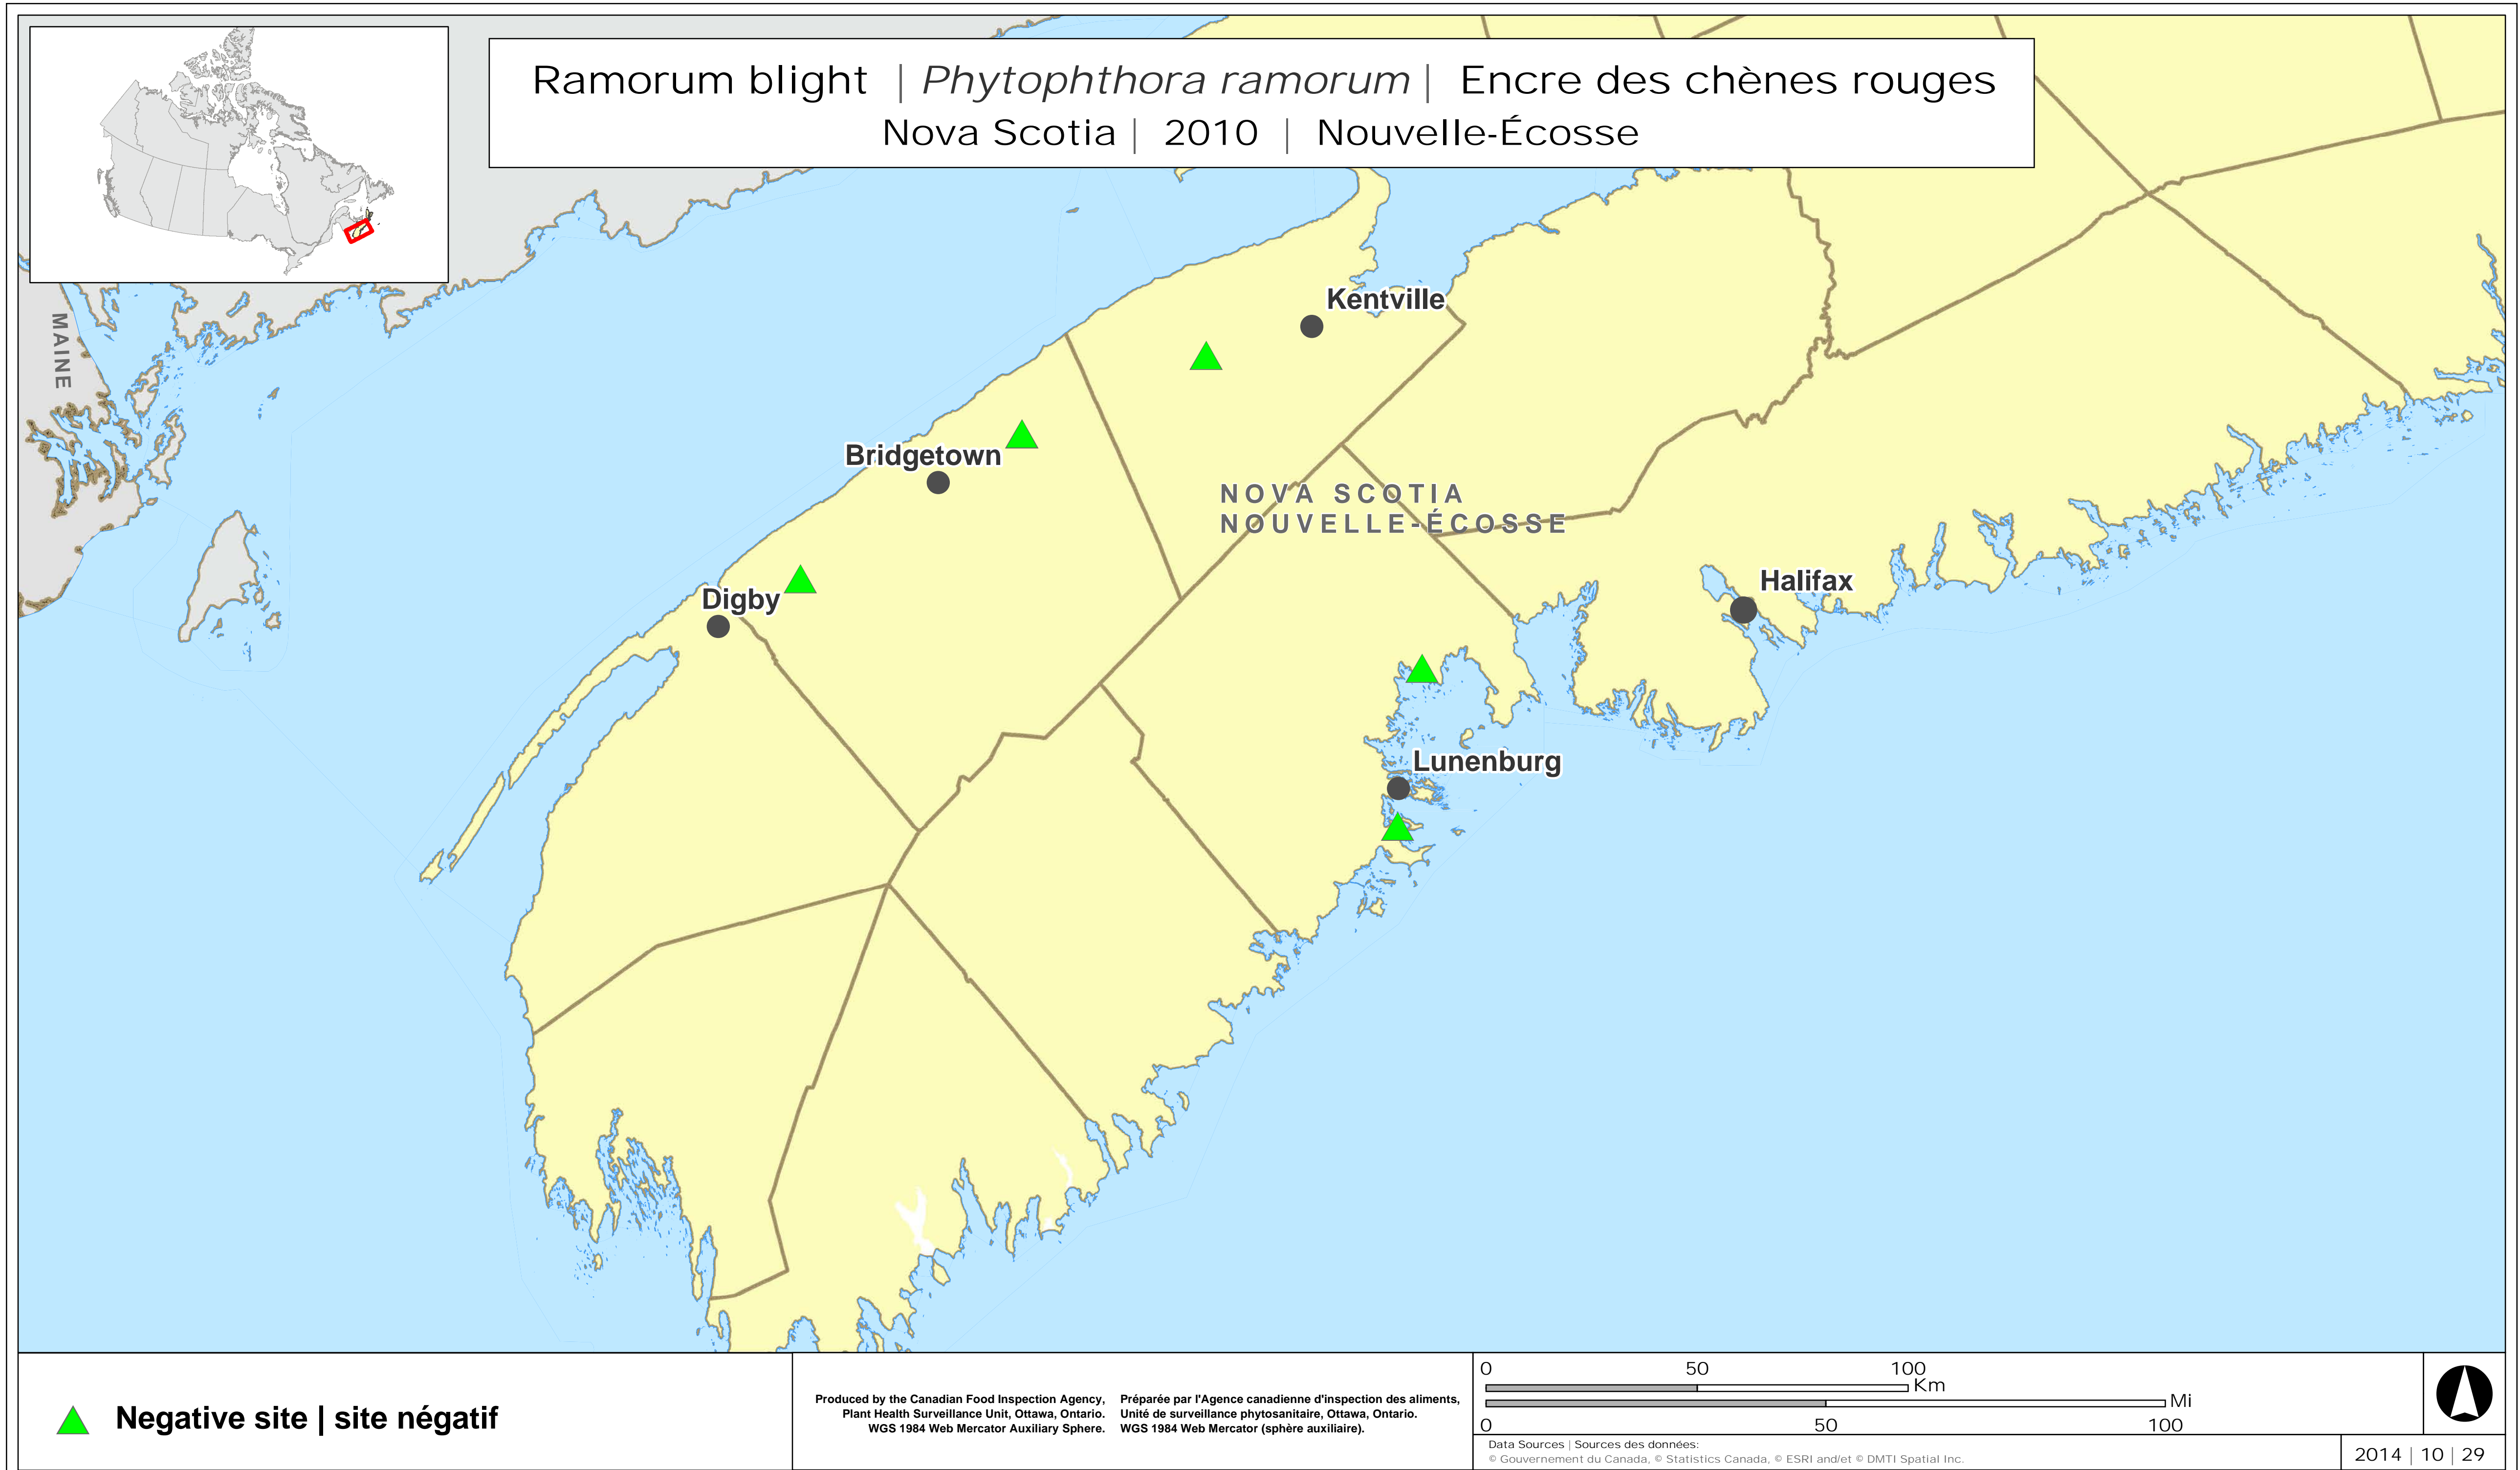 Ramorum blight | Phytophthora ramorum | Encre des chènes rouges
Nova Scotia | 2010 | Nouvelle-Écosse
MAINE
Kentville
Bridgetown
NOVA SCOTIA
NOUVELLE-ÉCOSSE
Halifax
Digby
Lunenburg
Negative site | site négatif
Produced by the Canadian Food Inspection Agency,
Plant Health Surveillance Unit, Ottawa, Ontario.
WGS 1984 Web Mercator Auxiliary Sphere.
Préparée par l'Agence canadienne d'inspection des aliments,
Unité de surveillance phytosanitaire, Ottawa, Ontario.
WGS 1984 Web Mercator (sphère auxiliaire).
0 50 100
Km
Mi
0 50 100
Data Sources | Sources des données:
© Gouvernement du Canada, © Statistics Canada, © ESRI and/et © DMTI Spatial Inc.
2014 | 10 | 29